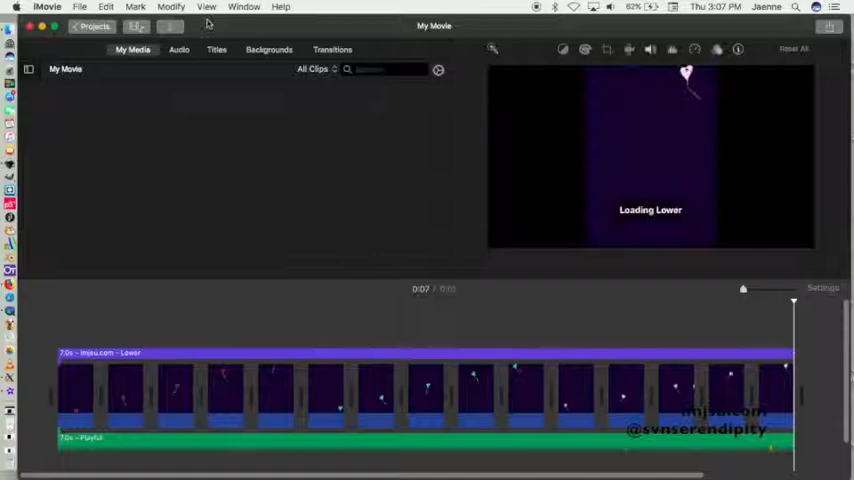 iMovie File Edit Mark Modify View Window Help
62% Thu 3:07 PM Jaenne
Projects
My Movie
My Media Audio Titles Backgrounds Transitions
Reset All
My Movie
All Clips
Loading Lower
0:07 /
Settings
7.0s – imjsu.com – Lower
imjsu.com
@svnserendipity
7.0s – Playful